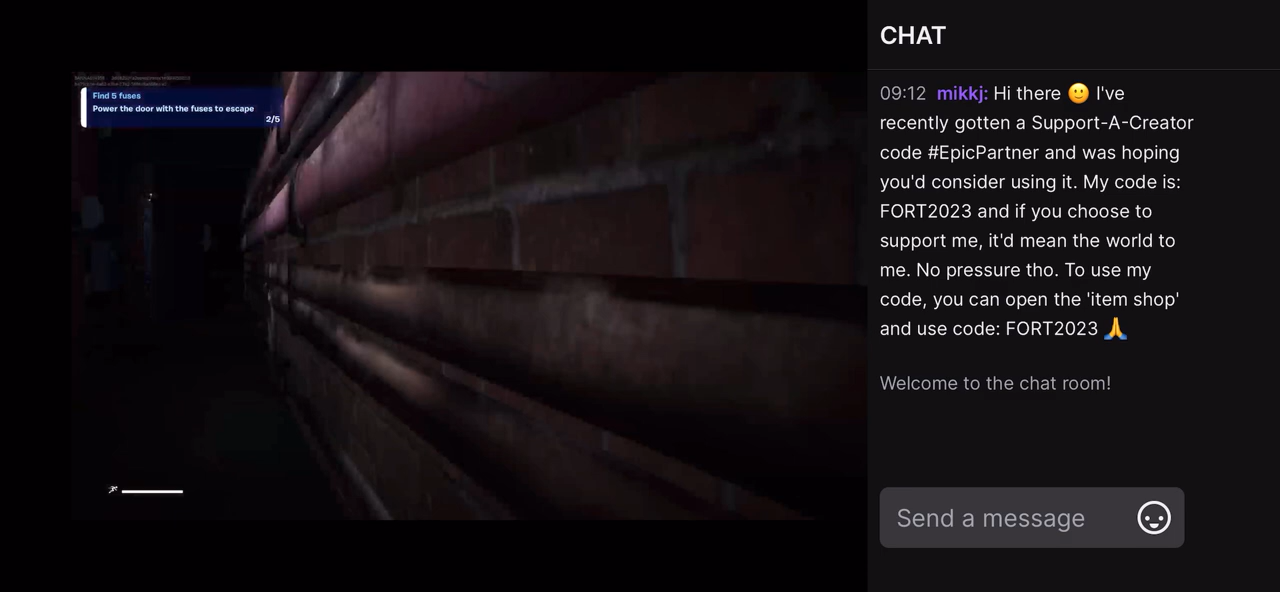 Find 5 fuses
Power the door with the fuses to escape
2/5
CHAT
09:12 mikkj: Hi there 🙂 I've
recently gotten a Support-A-Creator
code #EpicPartner and was hoping
you'd consider using it. My code is:
FORT2023 and if you choose to
support me, it'd mean the world to
me. No pressure tho. To use my
code, you can open the 'item shop'
and use code: FORT2023 🙏
Welcome to the chat room!
Send a message